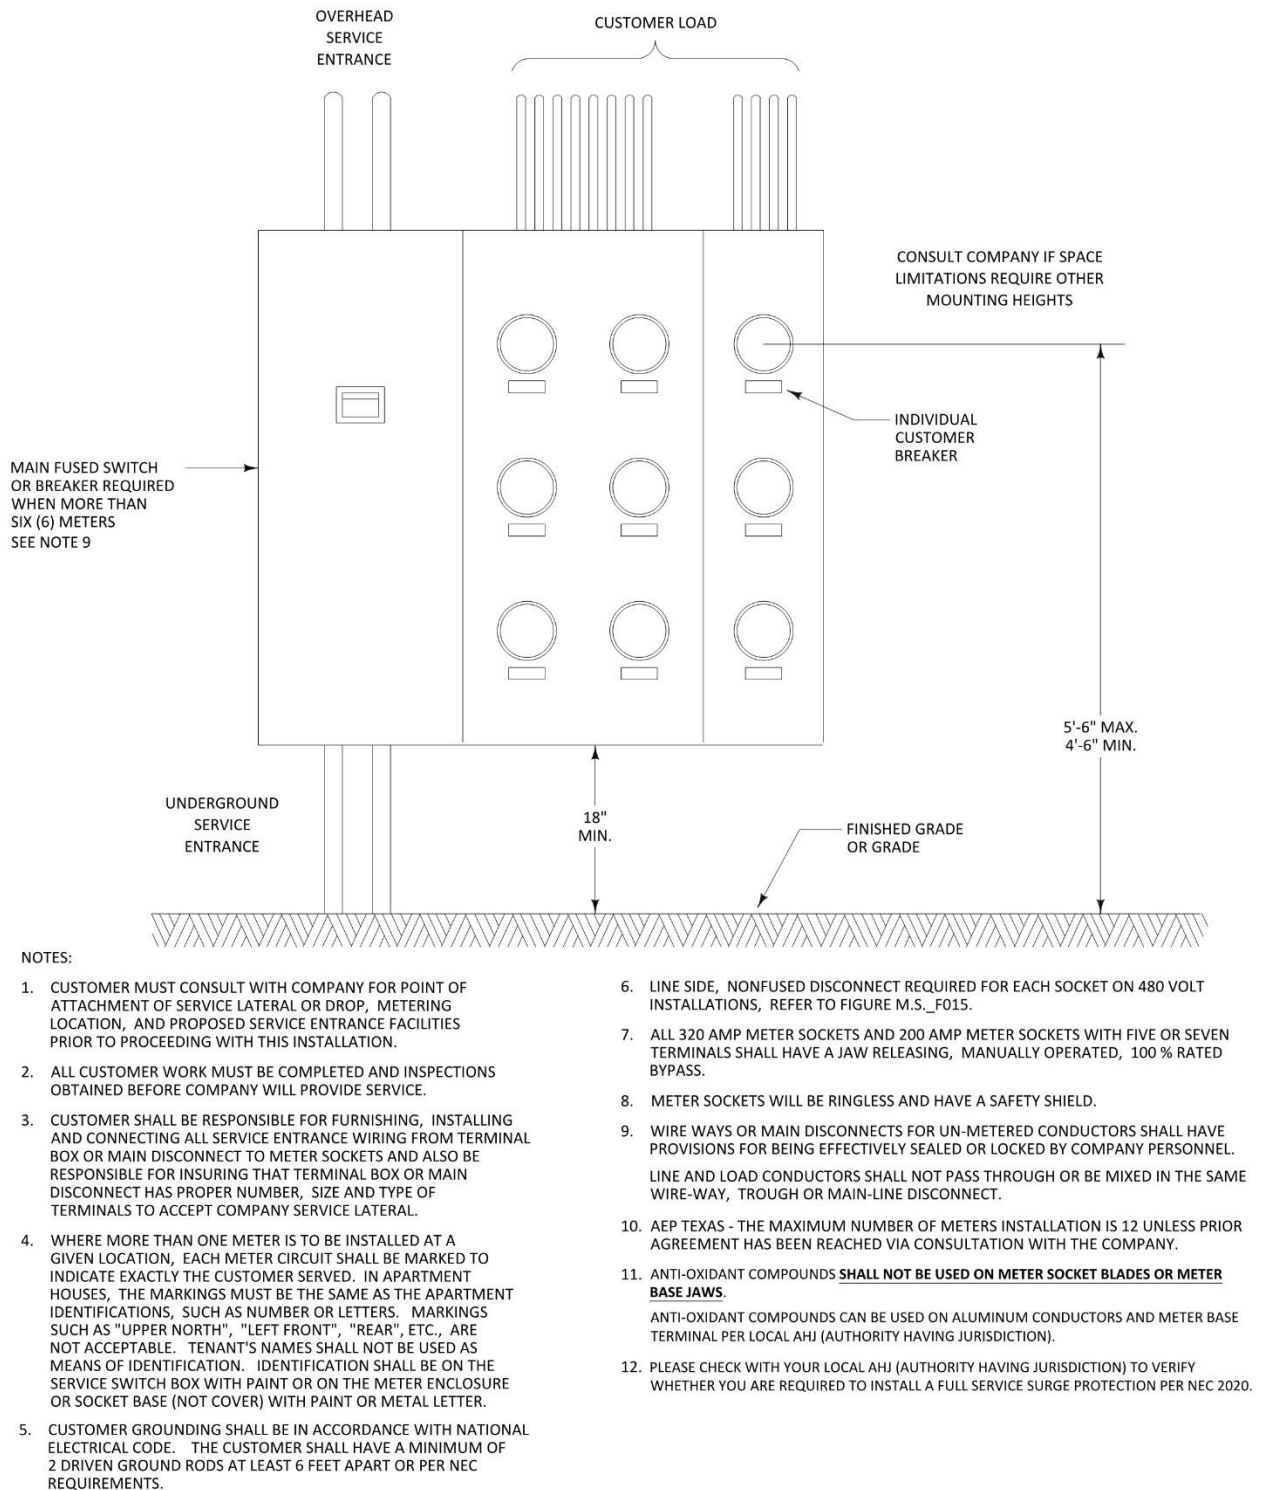 OVERHEAD
SERVICE
ENTRANCE
CUSTOMER LOAD
CONSULT COMPANY IF SPACE
LIMITATIONS REQUIRE OTHER
MOUNTING HEIGHTS
INDIVIDUAL
CUSTOMER
BREAKER
MAIN FUSED SWITCH
OR BREAKER REQUIRED
WHEN MORE THAN
SIX (6) METERS
SEE NOTE 9
5'-6" MAX.
4'-6" MIN.
UNDERGROUND
SERVICE
ENTRANCE
18"
MIN.
FINISHED GRADE
OR GRADE
NOTES:
1. CUSTOMER MUST CONSULT WITH COMPANY FOR POINT OF
ATTACHMENT OF SERVICE LATERAL OR DROP, METERING
LOCATION, AND PROPOSED SERVICE ENTRANCE FACILITIES
PRIOR TO PROCEEDING WITH THIS INSTALLATION.
2. ALL CUSTOMER WORK MUST BE COMPLETED AND INSPECTIONS
OBTAINED BEFORE COMPANY WILL PROVIDE SERVICE.
3. CUSTOMER SHALL BE RESPONSIBLE FOR FURNISHING, INSTALLING
AND CONNECTING ALL SERVICE ENTRANCE WIRING FROM TERMINAL
BOX OR MAIN DISCONNECT TO METER SOCKETS AND ALSO BE
RESPONSIBLE FOR INSURING THAT TERMINAL BOX OR MAIN
DISCONNECT HAS PROPER NUMBER, SIZE AND TYPE OF
TERMINALS TO ACCEPT COMPANY SERVICE LATERAL.
4. WHERE MORE THAN ONE METER IS TO BE INSTALLED AT A
GIVEN LOCATION, EACH METER CIRCUIT SHALL BE MARKED TO
INDICATE EXACTLY THE CUSTOMER SERVED. IN APARTMENT
HOUSES, THE MARKINGS MUST BE THE SAME AS THE APARTMENT
IDENTIFICATIONS, SUCH AS NUMBER OR LETTERS. MARKINGS
SUCH AS "UPPER NORTH", "LEFT FRONT", "REAR", ETC., ARE
NOT ACCEPTABLE. TENANT'S NAMES SHALL NOT BE USED AS
MEANS OF IDENTIFICATION. IDENTIFICATION SHALL BE ON THE
SERVICE SWITCH BOX WITH PAINT OR ON THE METER ENCLOSURE
OR SOCKET BASE (NOT COVER) WITH PAINT OR METAL LETTER.
5. CUSTOMER GROUNDING SHALL BE IN ACCORDANCE WITH NATIONAL
ELECTRICAL CODE. THE CUSTOMER SHALL HAVE A MINIMUM OF
2 DRIVEN GROUND RODS AT LEAST 6 FEET APART OR PER NEC
REQUIREMENTS.
6. LINE SIDE, NONFUSED DISCONNECT REQUIRED FOR EACH SOCKET ON 480 VOLT
INSTALLATIONS, REFER TO FIGURE M.S._F015.
7. ALL 320 AMP METER SOCKETS AND 200 AMP METER SOCKETS WITH FIVE OR SEVEN
TERMINALS SHALL HAVE A JAW RELEASING, MANUALLY OPERATED, 100 % RATED
BYPASS.
8. METER SOCKETS WILL BE RINGLESS AND HAVE A SAFETY SHIELD.
9. WIRE WAYS OR MAIN DISCONNECTS FOR UN-METERED CONDUCTORS SHALL HAVE
PROVISIONS FOR BEING EFFECTIVELY SEALED OR LOCKED BY COMPANY PERSONNEL.
LINE AND LOAD CONDUCTORS SHALL NOT PASS THROUGH OR BE MIXED IN THE SAME
WIRE-WAY, TROUGH OR MAIN-LINE DISCONNECT.
10. AEP TEXAS - THE MAXIMUM NUMBER OF METERS INSTALLATION IS 12 UNLESS PRIOR
AGREEMENT HAS BEEN REACHED VIA CONSULTATION WITH THE COMPANY.
11. ANTI-OXIDANT COMPOUNDS SHALL NOT BE USED ON METER SOCKET BLADES OR METER
BASE JAWS.
ANTI-OXIDANT COMPOUNDS CAN BE USED ON ALUMINUM CONDUCTORS AND METER BASE
TERMINAL PER LOCAL AHJ (AUTHORITY HAVING JURISDICTION).
12. PLEASE CHECK WITH YOUR LOCAL AHJ (AUTHORITY HAVING JURISDICTION) TO VERIFY
WHETHER YOU ARE REQUIRED TO INSTALL A FULL SERVICE SURGE PROTECTION PER NEC 2020.